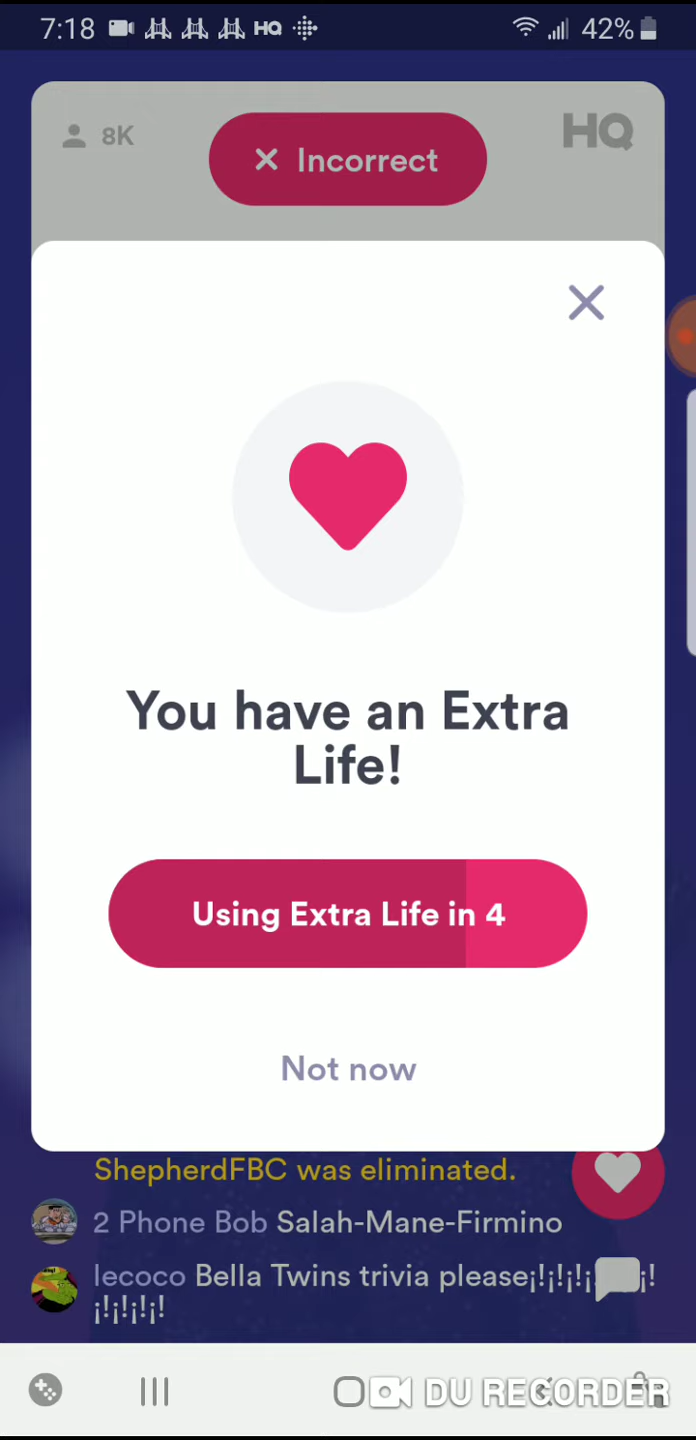 7:18 HQ 42%
8K
× Incorrect
HQ
You have an Extra
Life!
Using Extra Life in 4
Not now
ShepherdFBC was eliminated.
2 Phone Bob Salah-Mane-Firmino
lecoco Bella Twins trivia please¡!¡!¡!¡ ¡!
¡!¡!¡!¡!
DU RECORDER